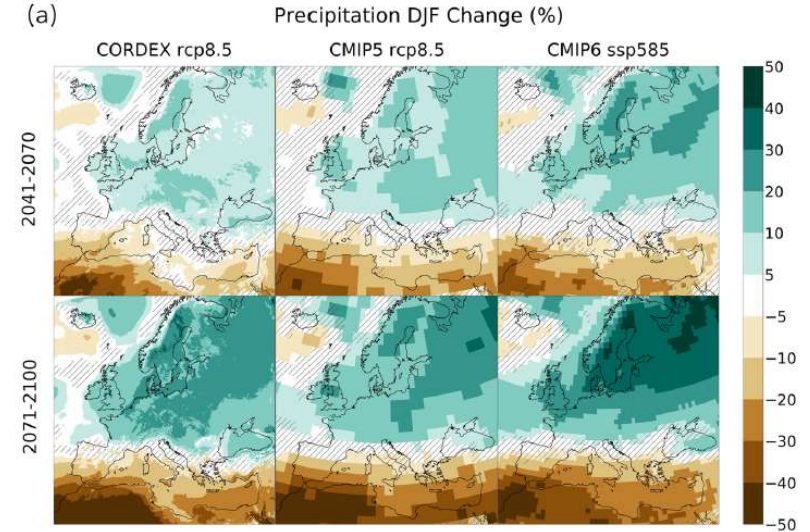 (a)
Precipitation DJF Change (%)
CORDEX rcp8.5
CMIP5 rcp8.5
CMIP6 ssp585
2041-2070
2071-2100
50
40
30
20
10
5
−5
−10
−20
−30
−40
−50